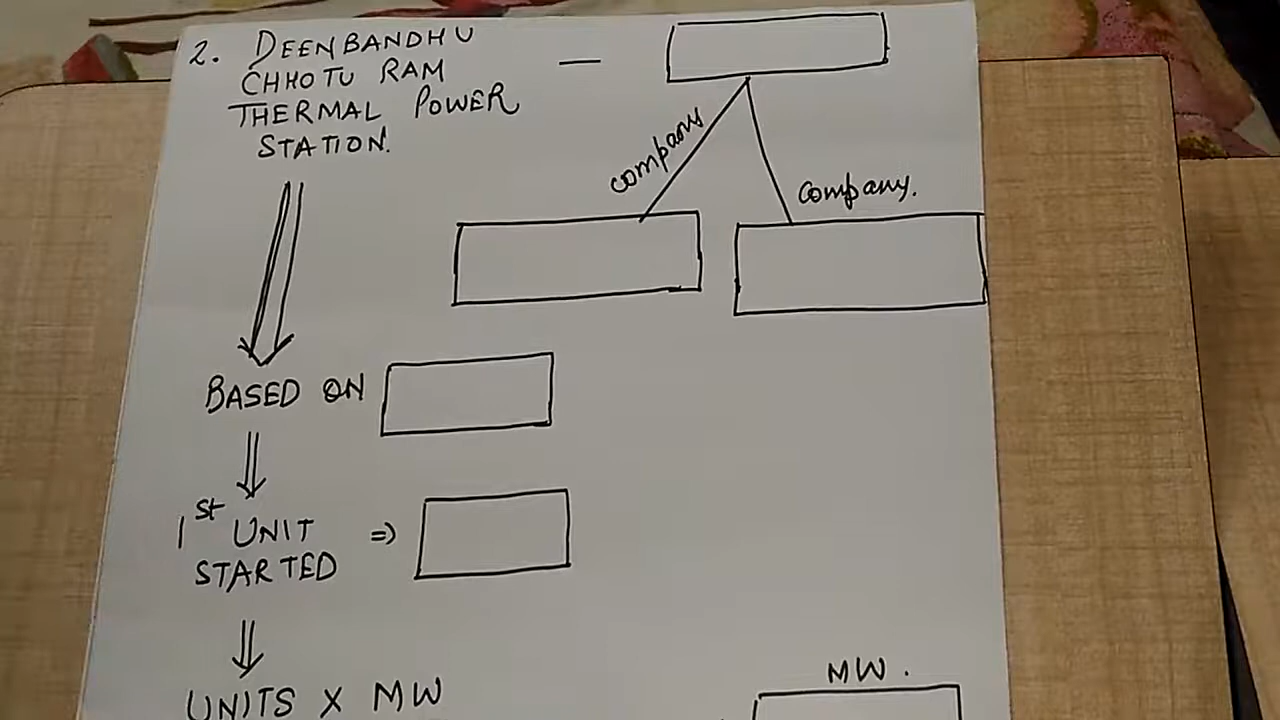 2. DEENBANDHU
CHHOTU RAM
THERMAL POWER
STATION.
—
company
company.
BASED ON
1st UNIT
STARTED =>
UNITS X MW
MW.